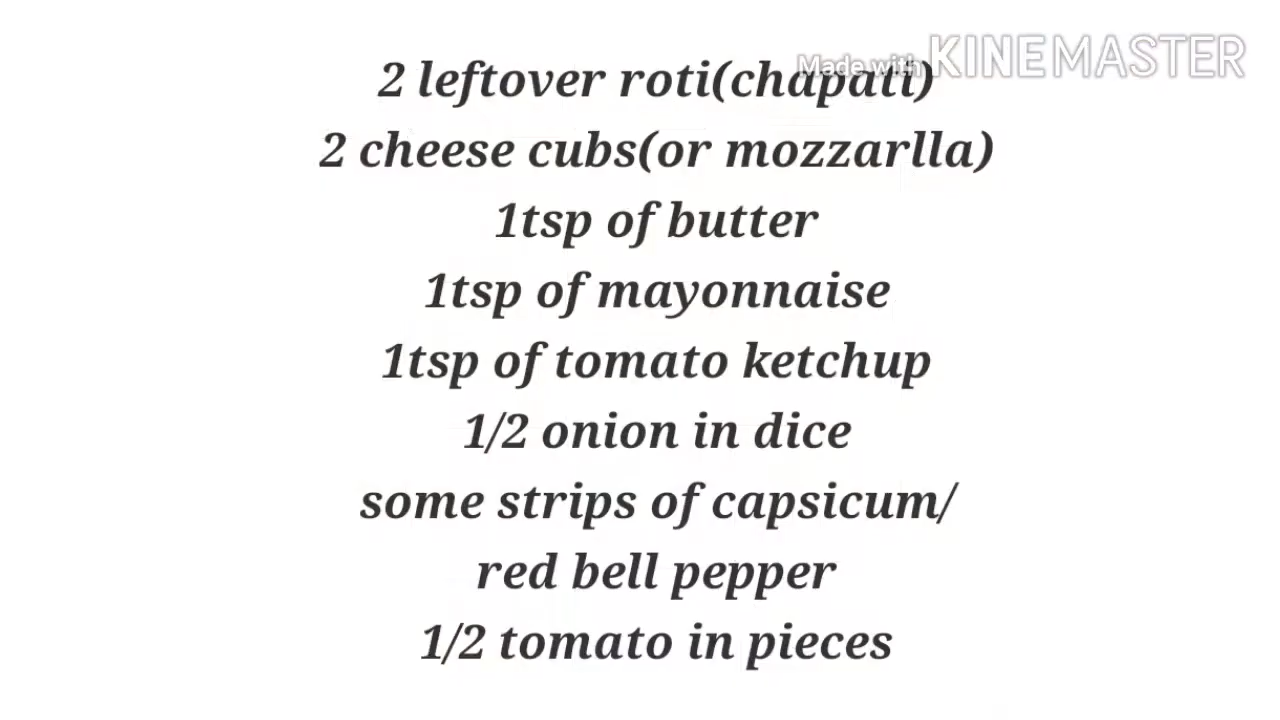 Made with KINEMASTER
2 leftover roti(chapati)
2 cheese cubs(or mozzarlla)
1tsp of butter
1tsp of mayonnaise
1tsp of tomato ketchup
1/2 onion in dice
some strips of capsicum/
red bell pepper
1/2 tomato in pieces